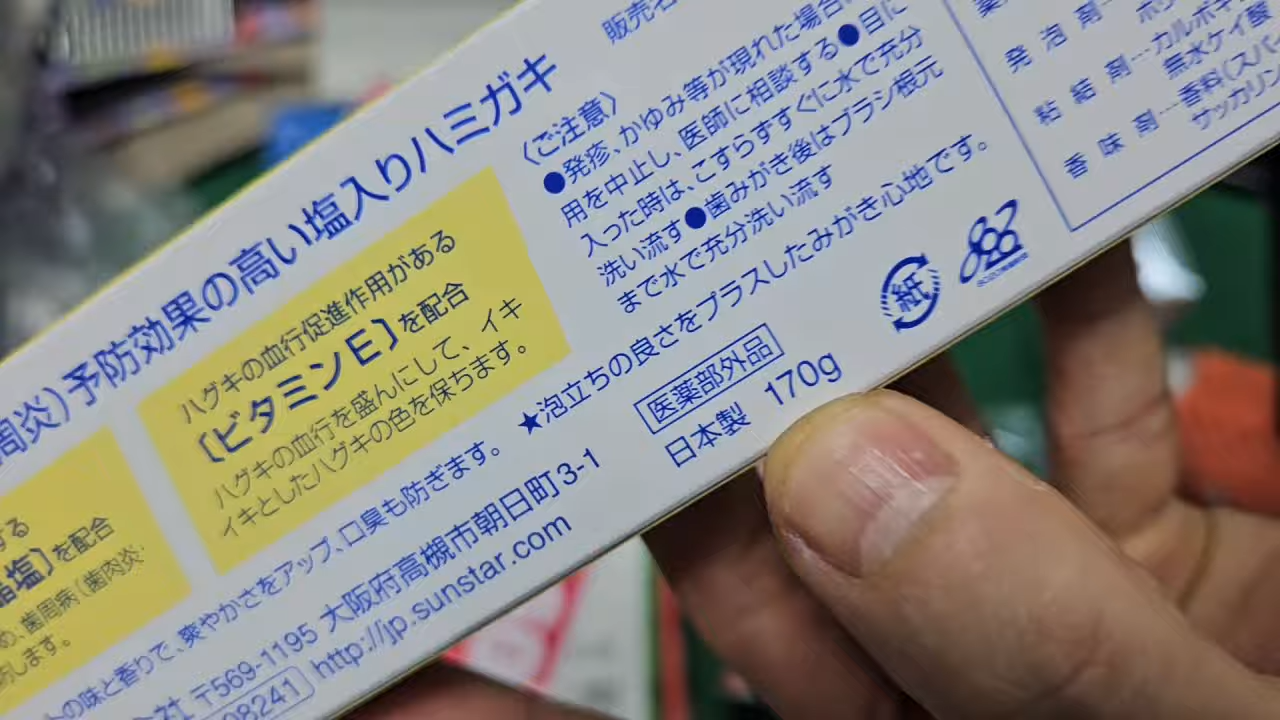 周炎)予防効果の高い塩入りハミガキ
ハグキの血行促進作用がある
〔ビタミンE〕を配合
ハグキの血行を盛んにして、イキ
イキとしたハグキの色を保ちます。
する
塩〕を配合
め、歯周病(歯肉炎・
します。
の味と香りで、爽やかさをアップ、口臭も防ぎます。 ★泡立ちの良さをプラスしたみがき心地です。
会社 〒569-1195 大阪府高槻市朝日町3-1
08241 http://jp.sunstar.com
医薬部外品
日本製 170g
販売名
〈ご注意〉
●発疹、かゆみ等が現れた場合
用を中止し、医師に相談する●目に
入った時は、こすらずすぐに水で充分
洗い流す●歯みがき後はブラシ根元
まで水で充分洗い流す
紙
発泡剤…
粘結剤…カルボキ
無水ケイ酸
香味剤…香料(スパー
サッカリン